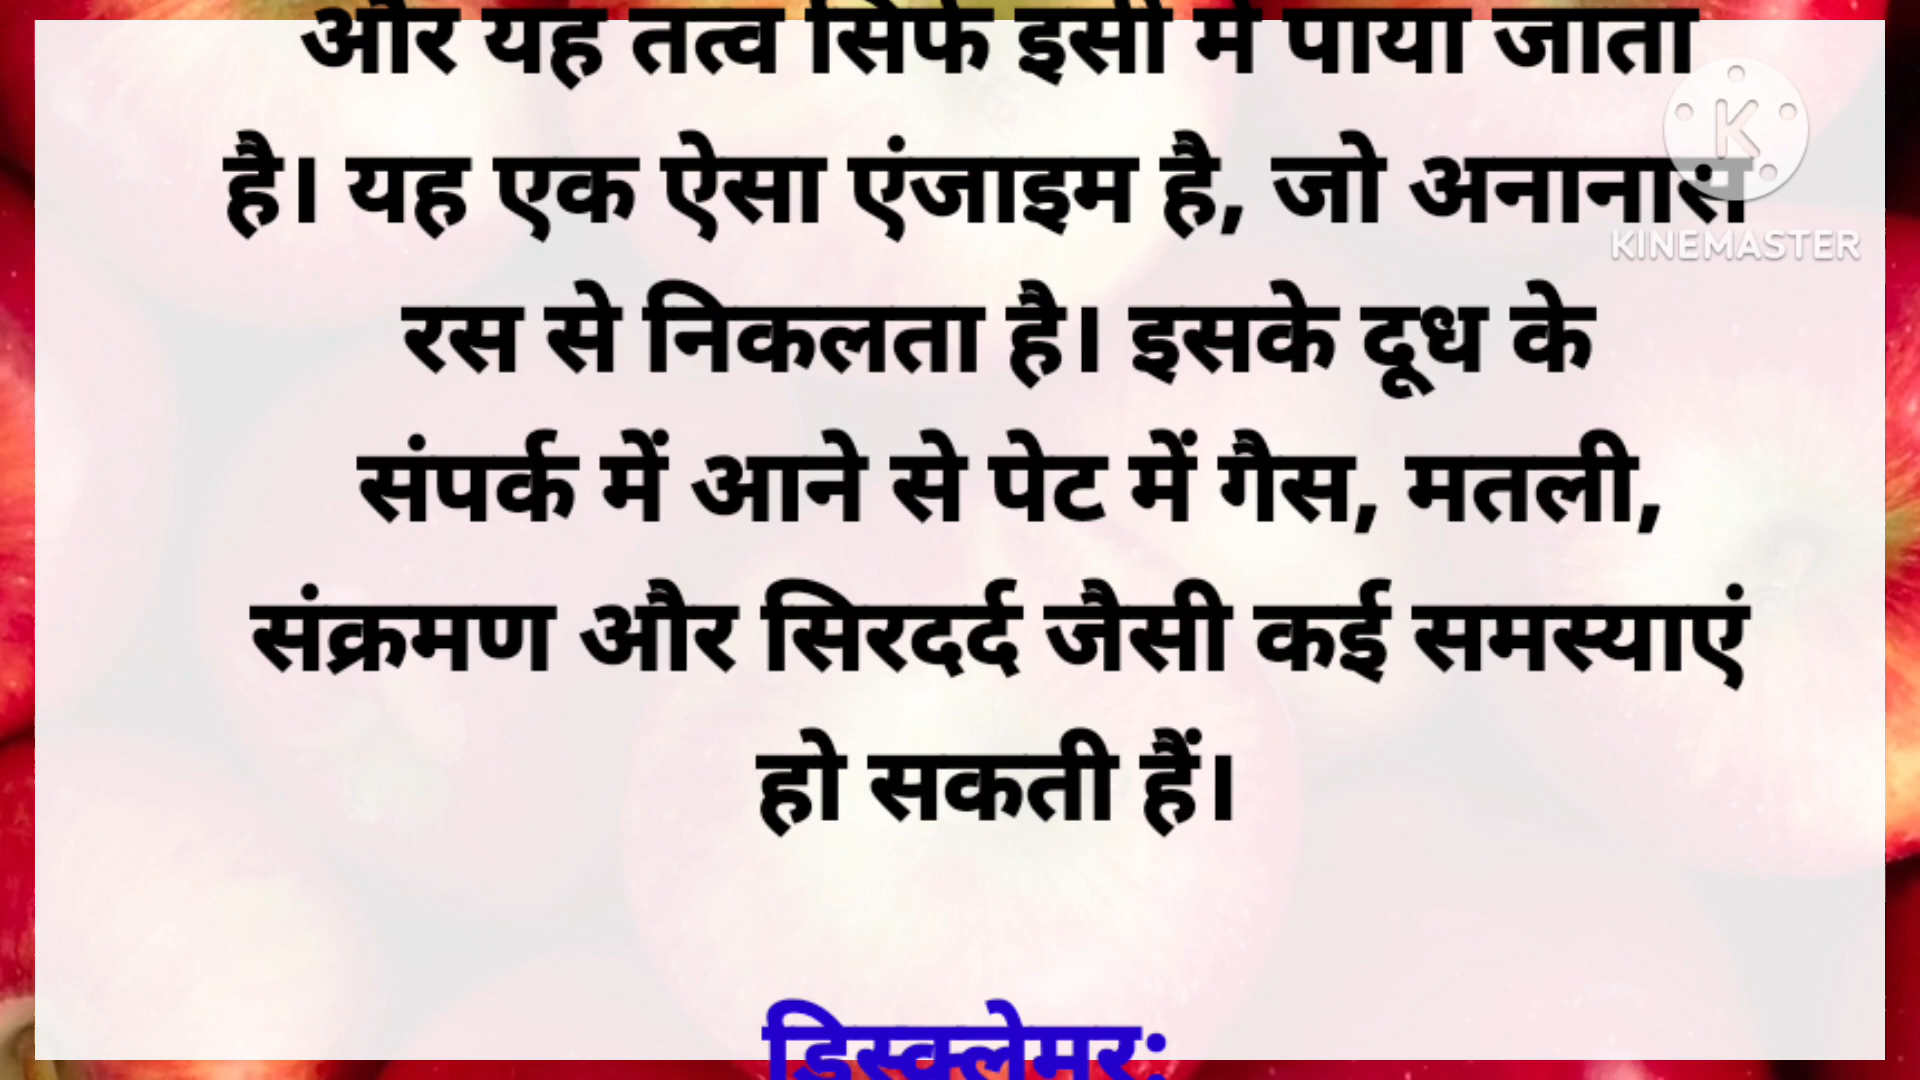 और यह तत्व सिर्फ इसी में पाया जाता
है। यह एक ऐसा एंजाइम है, जो अनानास
KINEMASTER
रस से निकलता है। इसके दूध के
संपर्क में आने से पेट में गैस, मतली,
संक्रमण और सिरदर्द जैसी कई समस्याएं
हो सकती हैं।
डिस्क्लेमर: